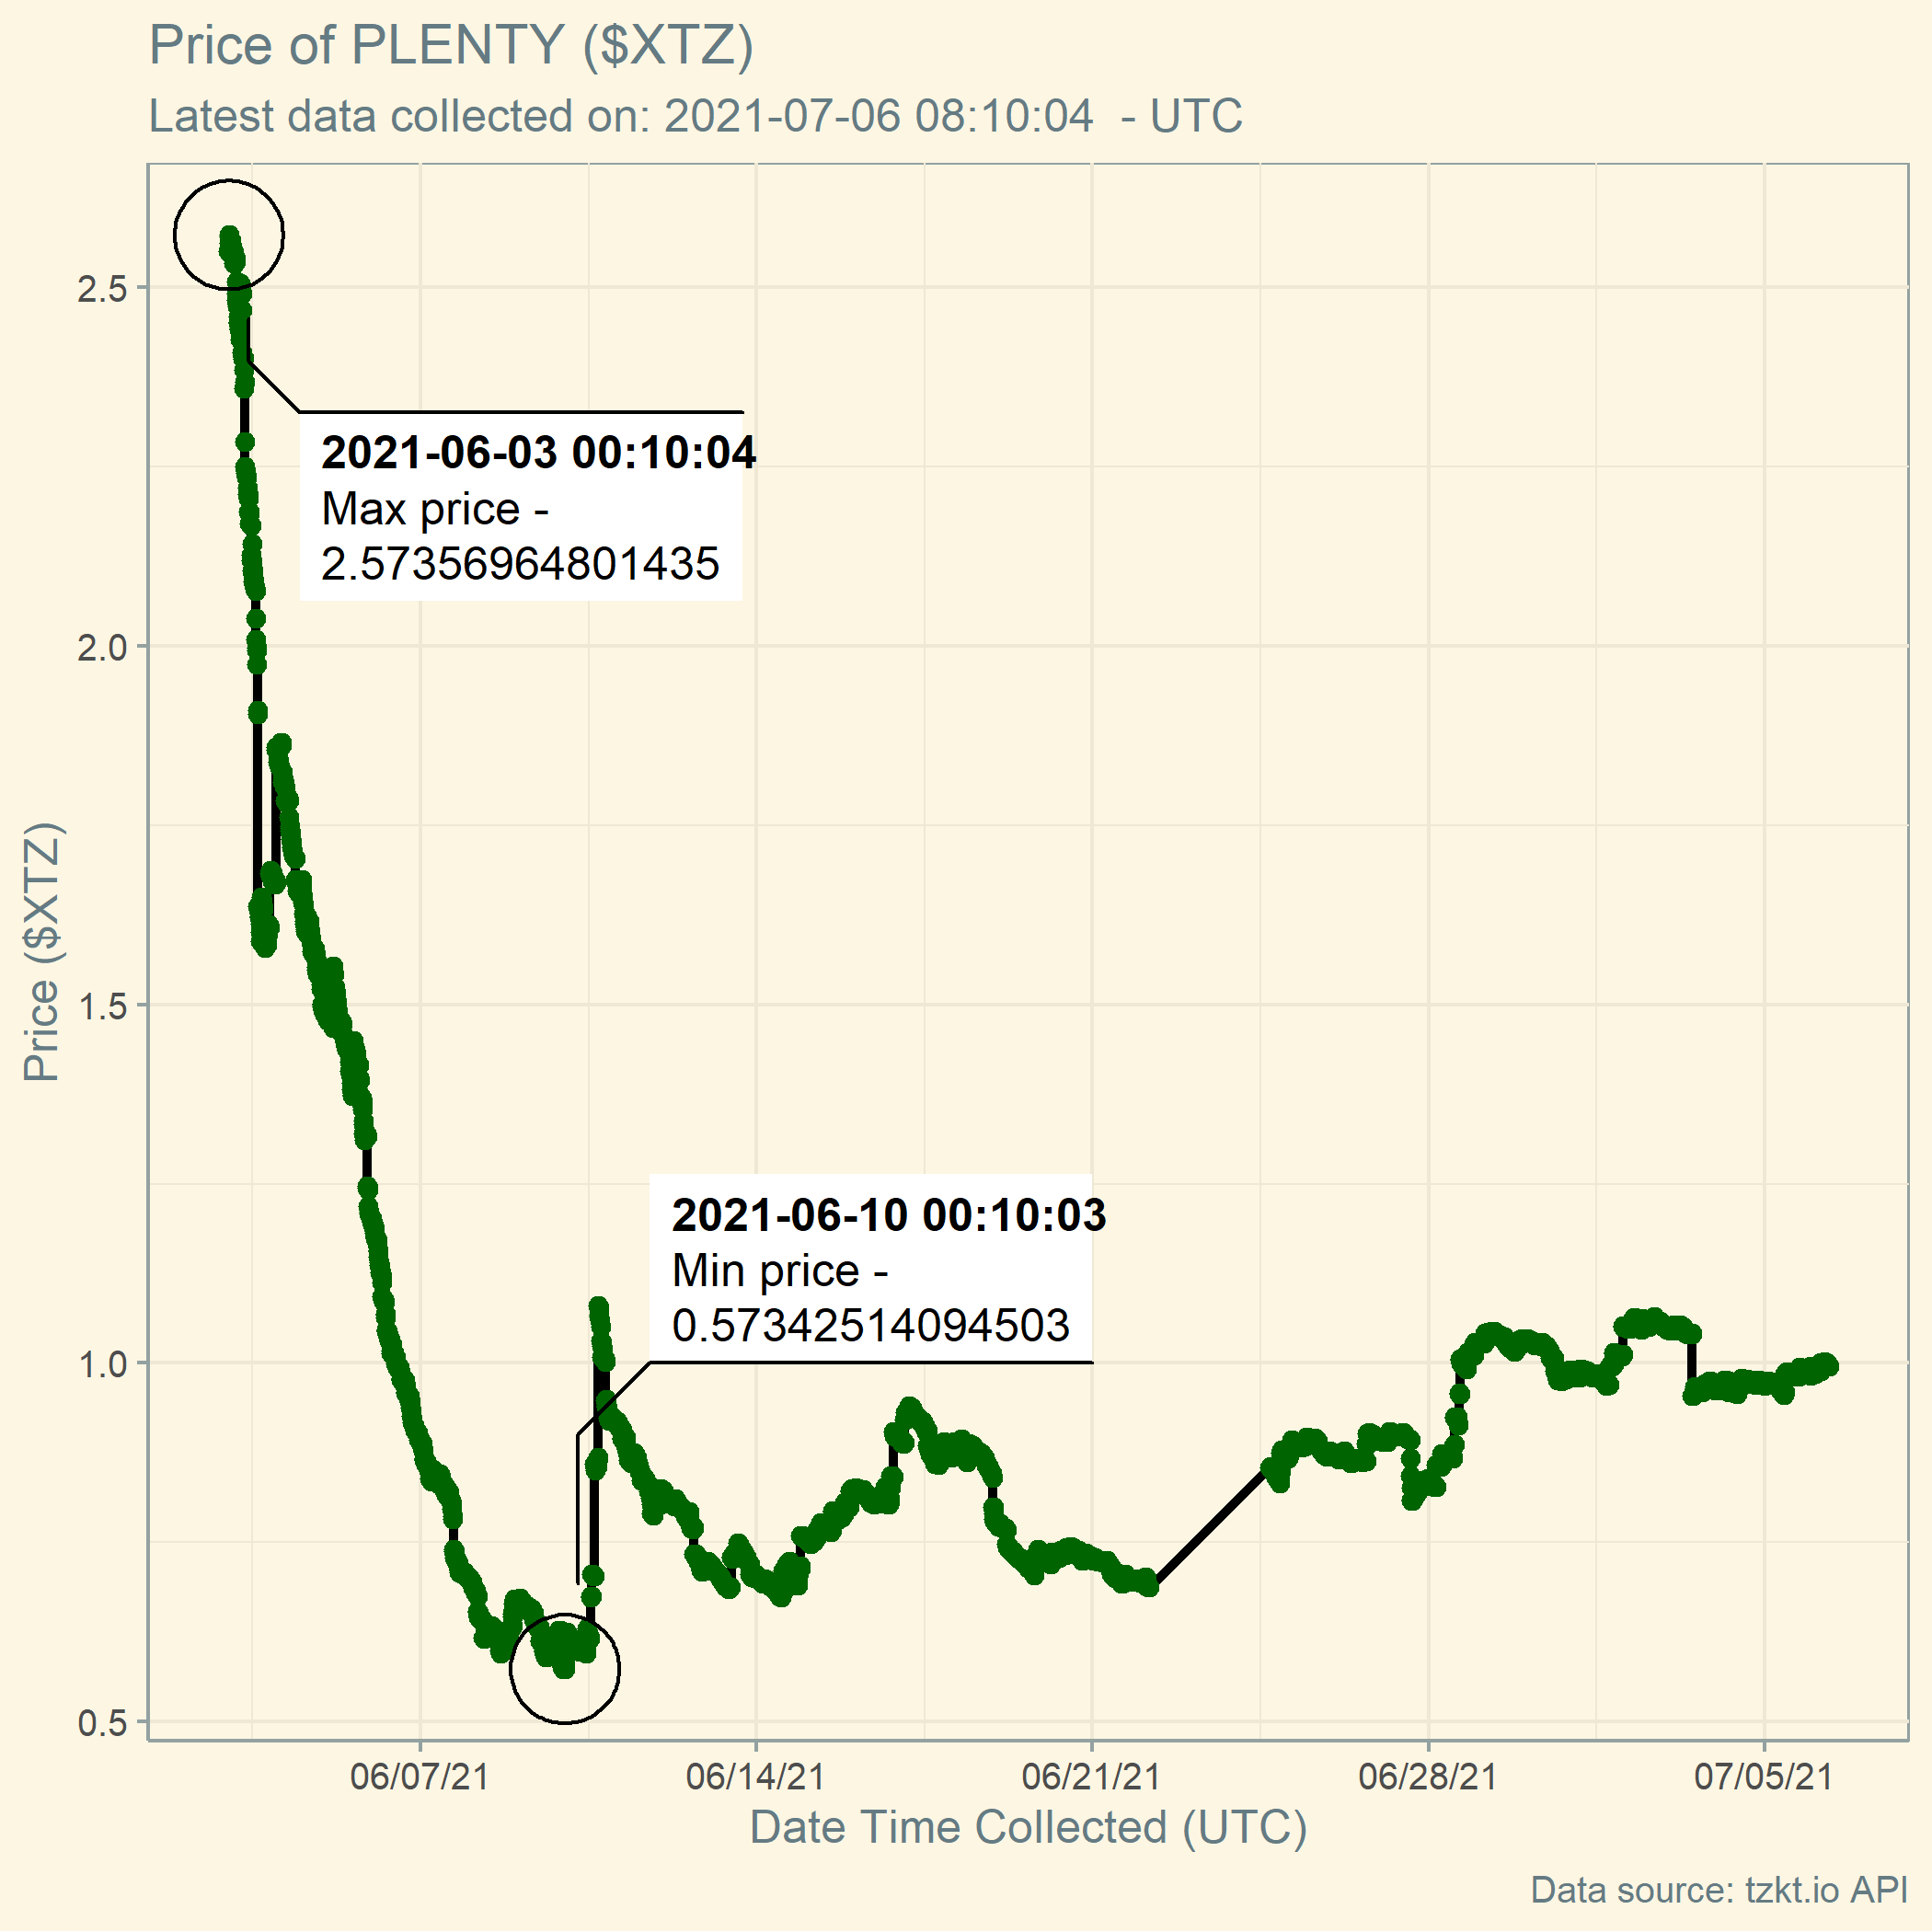 Price of PLENTY ($XTZ)
Latest data collected on: 2021-07-06 08:10:04  - UTC
2.5
2.0
1.5
1.0
0.5
Price ($XTZ)
2021-06-03 00:10:04
Max price -
2.57356964801435
2021-06-10 00:10:03
Min price -
0.57342514094503
06/07/21
06/14/21
06/21/21
06/28/21
07/05/21
Date Time Collected (UTC)
Data source: tzkt.io API